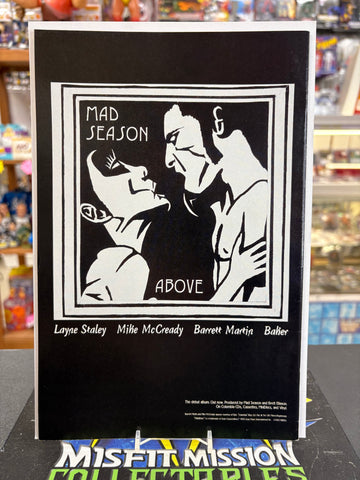 MAD
SEASON
ABOVE
Layne Staley Mike McCready Barrett Martin Baker
The debut album. Out now. Produced by Mad Season and Brett Eliason.
On Columbia CDs, Cassettes, MiniDiscs, and Vinyl.
MISFIT MISSION
COLLECTABLES